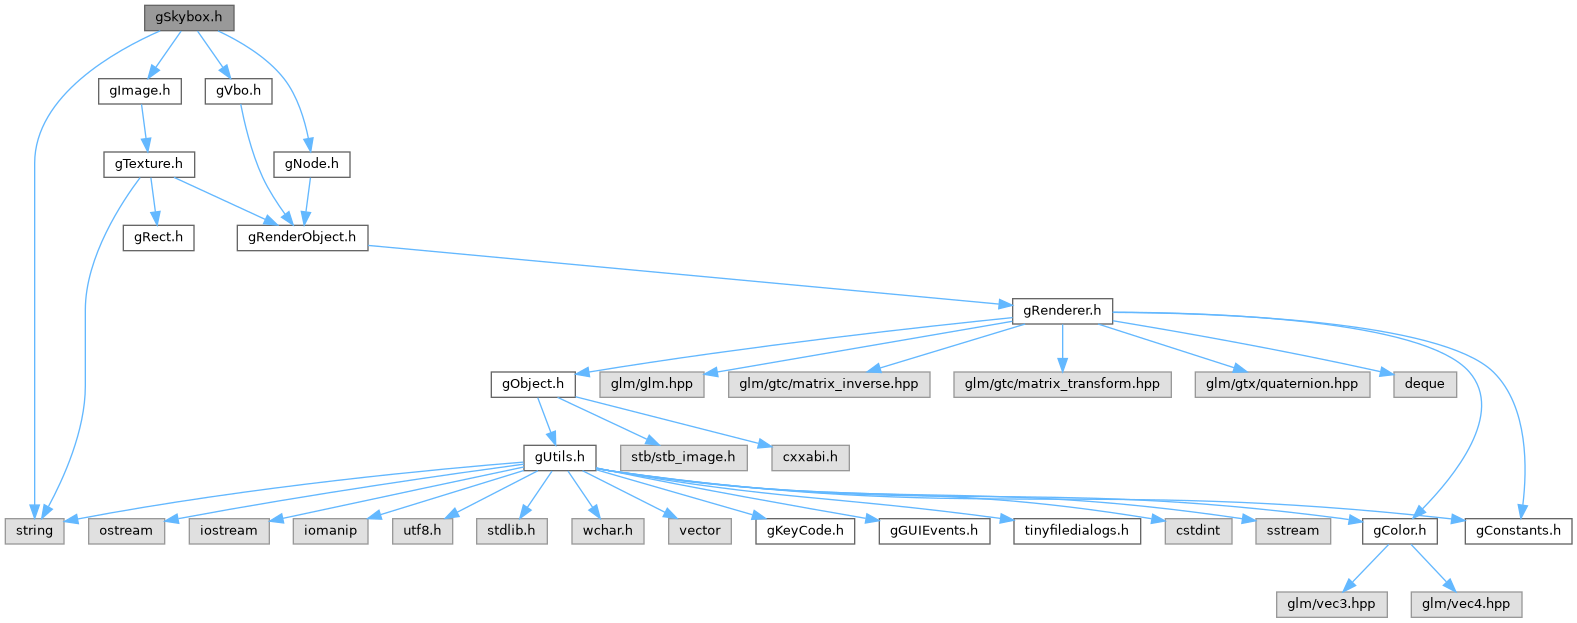 gSkybox.h
gImage.h
gVbo.h
gTexture.h
gNode.h
gRect.h
gRenderObject.h
gRenderer.h
gObject.h
glm/glm.hpp
glm/gtc/matrix_inverse.hpp
glm/gtc/matrix_transform.hpp
glm/gtx/quaternion.hpp
deque
gUtils.h
stb/stb_image.h
cxxabi.h
string
ostream
iostream
iomanip
utf8.h
stdlib.h
wchar.h
vector
gKeyCode.h
gGUIEvents.h
tinyfiledialogs.h
cstdint
sstream
gColor.h
gConstants.h
glm/vec3.hpp
glm/vec4.hpp